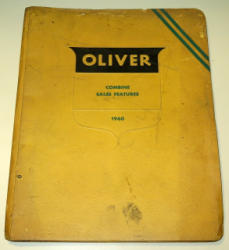 OLIVER
COMBINE
SALES FEATURES
1960